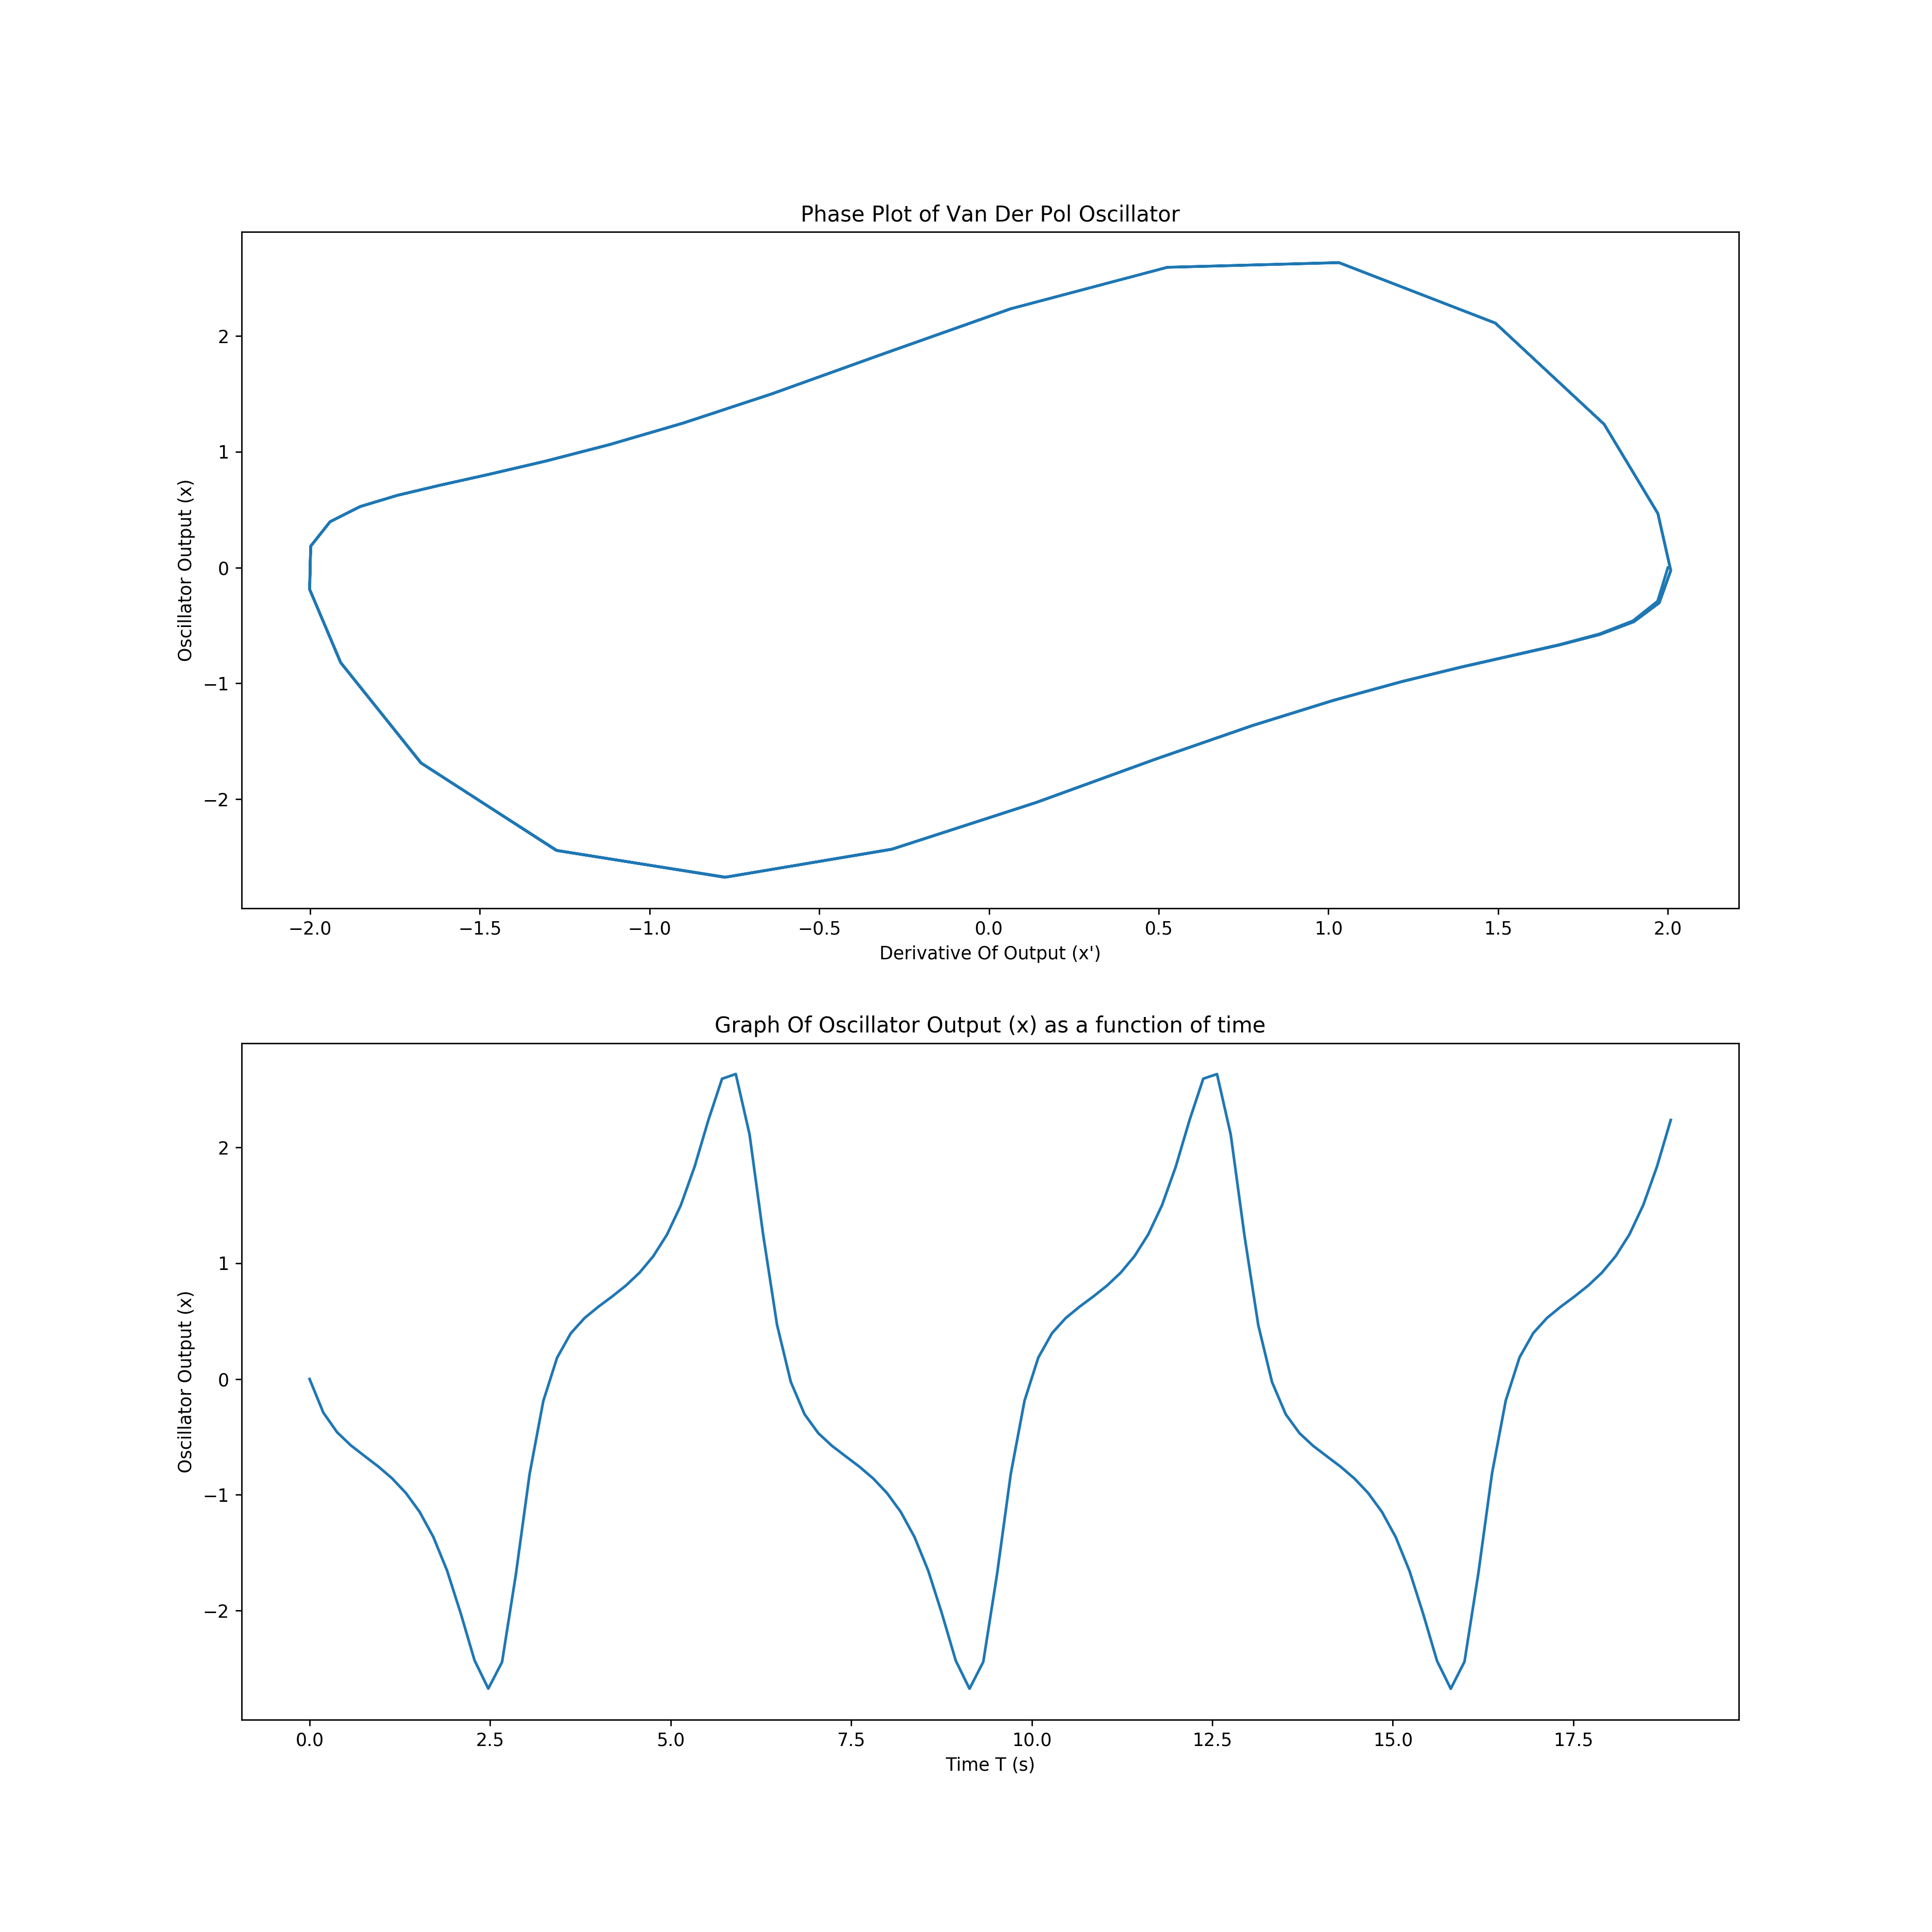 Phase Plot of Van Der Pol Oscillator
Oscillator Output (x)
2
1
0
−1
−2
−2.0 −1.5 −1.0 −0.5 0.0 0.5 1.0 1.5 2.0
Derivative Of Output (x')
Graph Of Oscillator Output (x) as a function of time
Oscillator Output (x)
2
1
0
−1
−2
0.0 2.5 5.0 7.5 10.0 12.5 15.0 17.5
Time T (s)